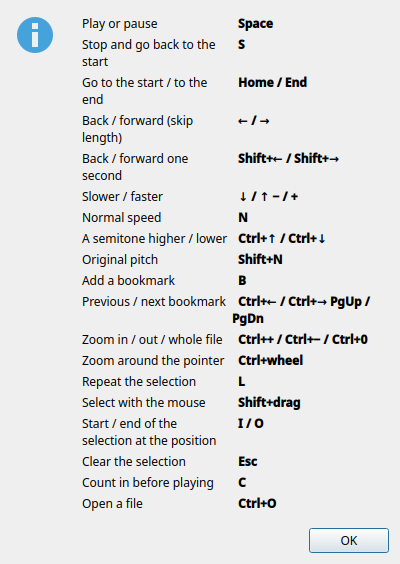 Play or pause Space
Stop and go back to the S
start
Go to the start / to the Home / End
end
Back / forward (skip ← / →
length)
Back / forward one Shift+← / Shift+→
second
Slower / faster ↓ / ↑ − / +
Normal speed N
A semitone higher / lower Ctrl+↑ / Ctrl+↓
Original pitch Shift+N
Add a bookmark B
Previous / next bookmark Ctrl+← / Ctrl+→ PgUp /
PgDn
Zoom in / out / whole file Ctrl++ / Ctrl+− / Ctrl+0
Zoom around the pointer Ctrl+wheel
Repeat the selection L
Select with the mouse Shift+drag
Start / end of the I / O
selection at the position
Clear the selection Esc
Count in before playing C
Open a file Ctrl+O
OK